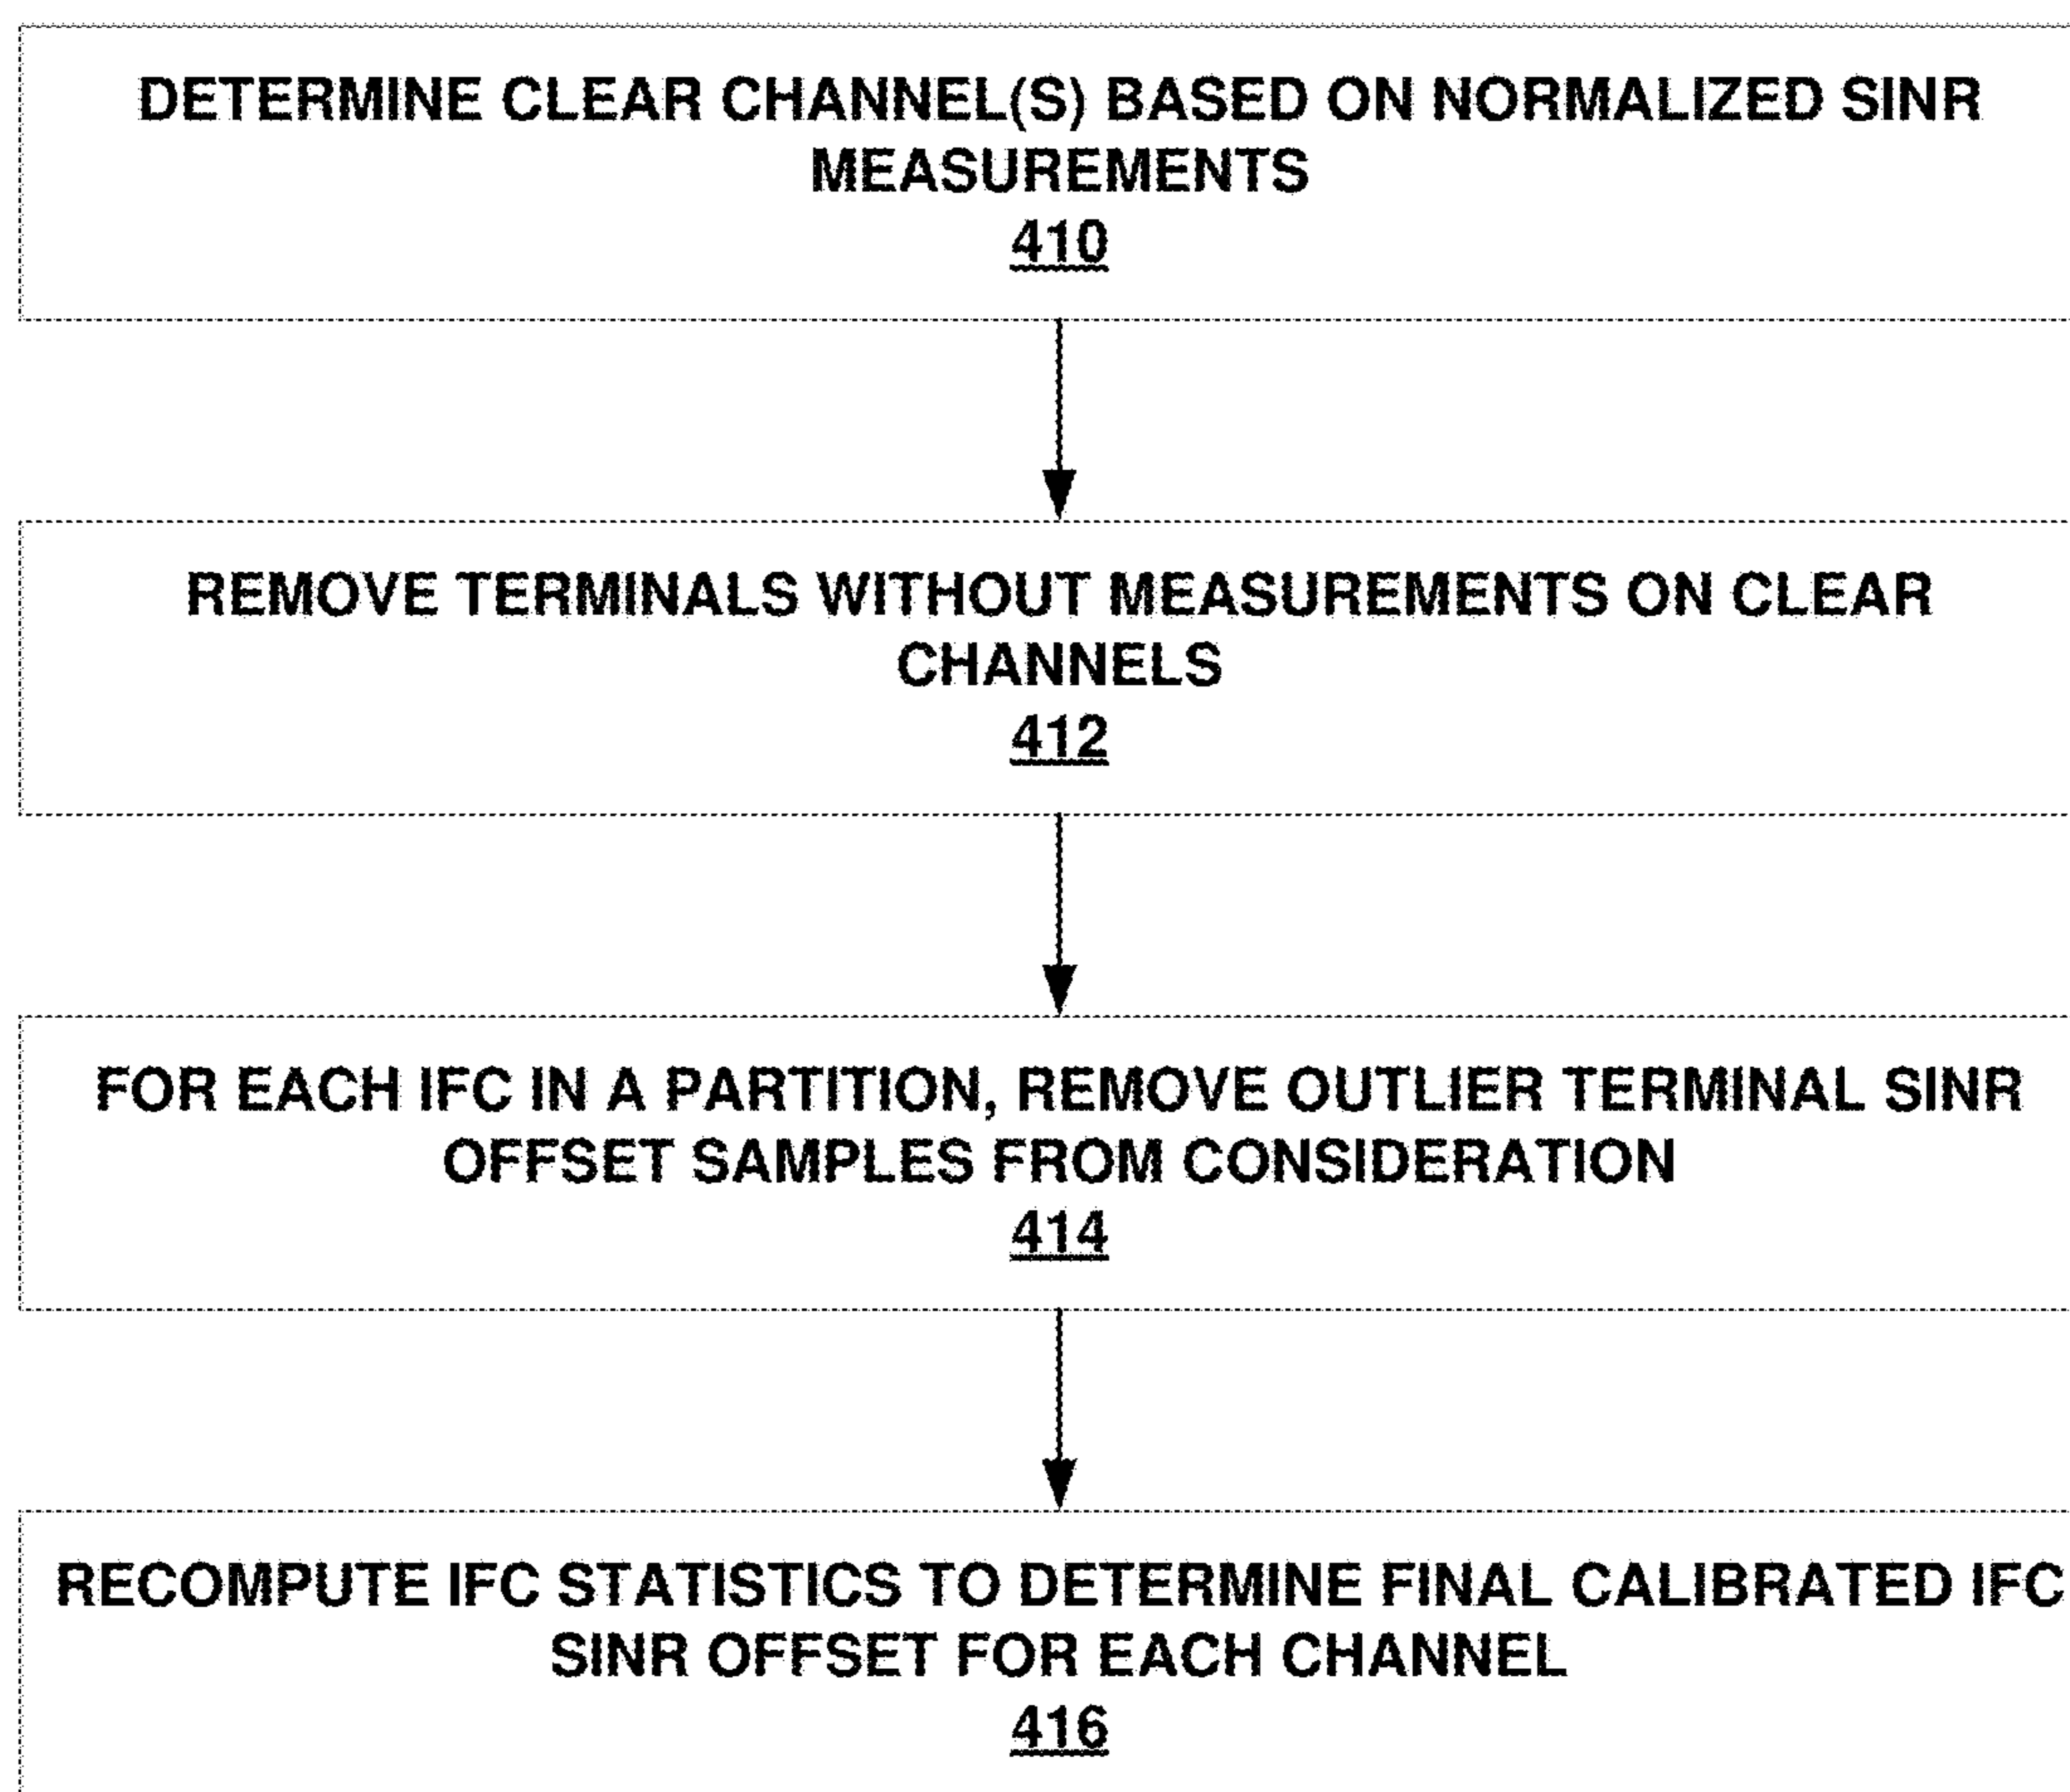 DETERMINE CLEAR CHANNEL(S) BASED ON NORMALIZED SINR
MEASUREMENTS
410
REMOVE TERMINALS WITHOUT MEASUREMENTS ON CLEAR
CHANNELS
412
FOR EACH IFC IN A PARTITION, REMOVE OUTLIER TERMINAL SINR
OFFSET SAMPLES FROM CONSIDERATION
414
RECOMPUTE IFC STATISTICS TO DETERMINE FINAL CALIBRATED IFC
SINR OFFSET FOR EACH CHANNEL
416